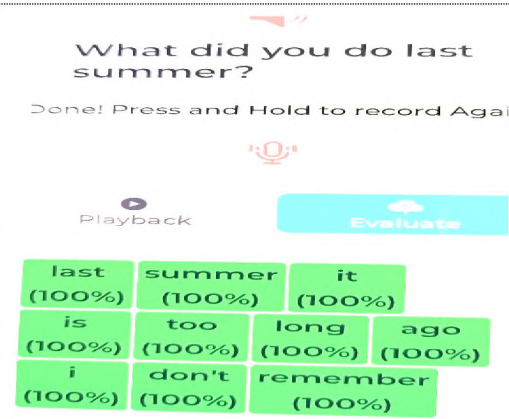 What did you do last
summer?
Done! Press and Hold to record Agai
Playback
Evaluate
last summer it
(100%) (100%) (100%)
is too long ago
(100%) (100%) (100%) (100%)
i don't remember
(100%) (100%) (100%)